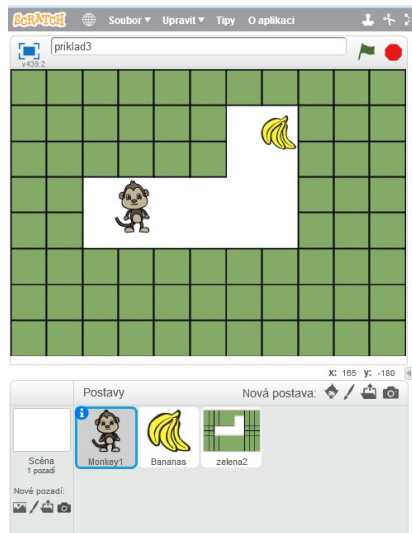 SCRATCH Soubor Upravit Tipy O aplikaci
priklad3
v439.2
x: 165 y: -180
Postavy Nová postava:
Scéna
1 pozadí
Monkey1 Bananas zelena2
Nové pozadí: